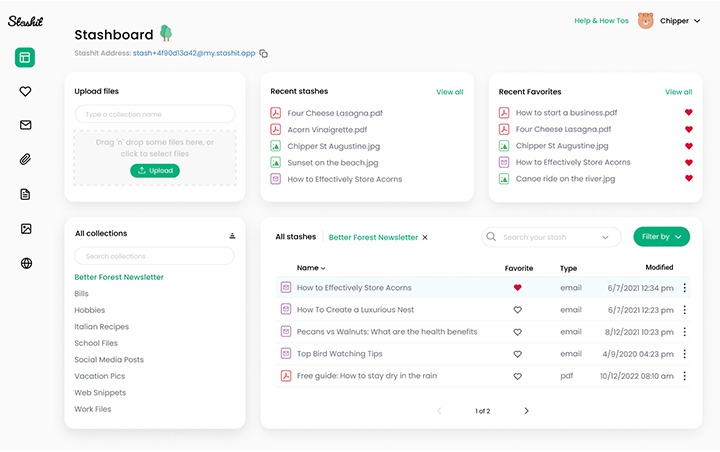 Stashit
Help & How Tos
Chipper
Stashboard
Stashit Address: stash+4f90d13a42@my.stashit.app
Upload files
Type a collection name
Drag 'n' drop some files here, or
click to select files
Upload
Recent stashes
View all
Four Cheese Lasagna.pdf
Acorn Vinaigrette.pdf
Chipper St Augustine.jpg
Sunset on the beach.jpg
How to Effectively Store Acorns
Recent Favorites
View all
How to start a business.pdf
Four Cheese Lasagna.pdf
Chipper St Augustine.jpg
How to Effectively Store Acorns
Canoe ride on the river.jpg
All collections
Search collections
Better Forest Newsletter
Bills
Hobbies
Italian Recipes
School Files
Social Media Posts
Vacation Pics
Web Snippets
Work Files
All stashes
Better Forest Newsletter
Search your stash
Filter by
Name Favorite Type Modified
How to Effectively Store Acorns email 6/7/2021 12:34 pm
How To Create a Luxurious Nest email 6/7/2021 12:23 pm
Pecans vs Walnuts: What are the health benefits email 8/12/2021 10:23 pm
Top Bird Watching Tips email 4/9/2020 04:23 pm
Free guide: How to stay dry in the rain pdf 10/12/2022 08:10 am
1 of 2